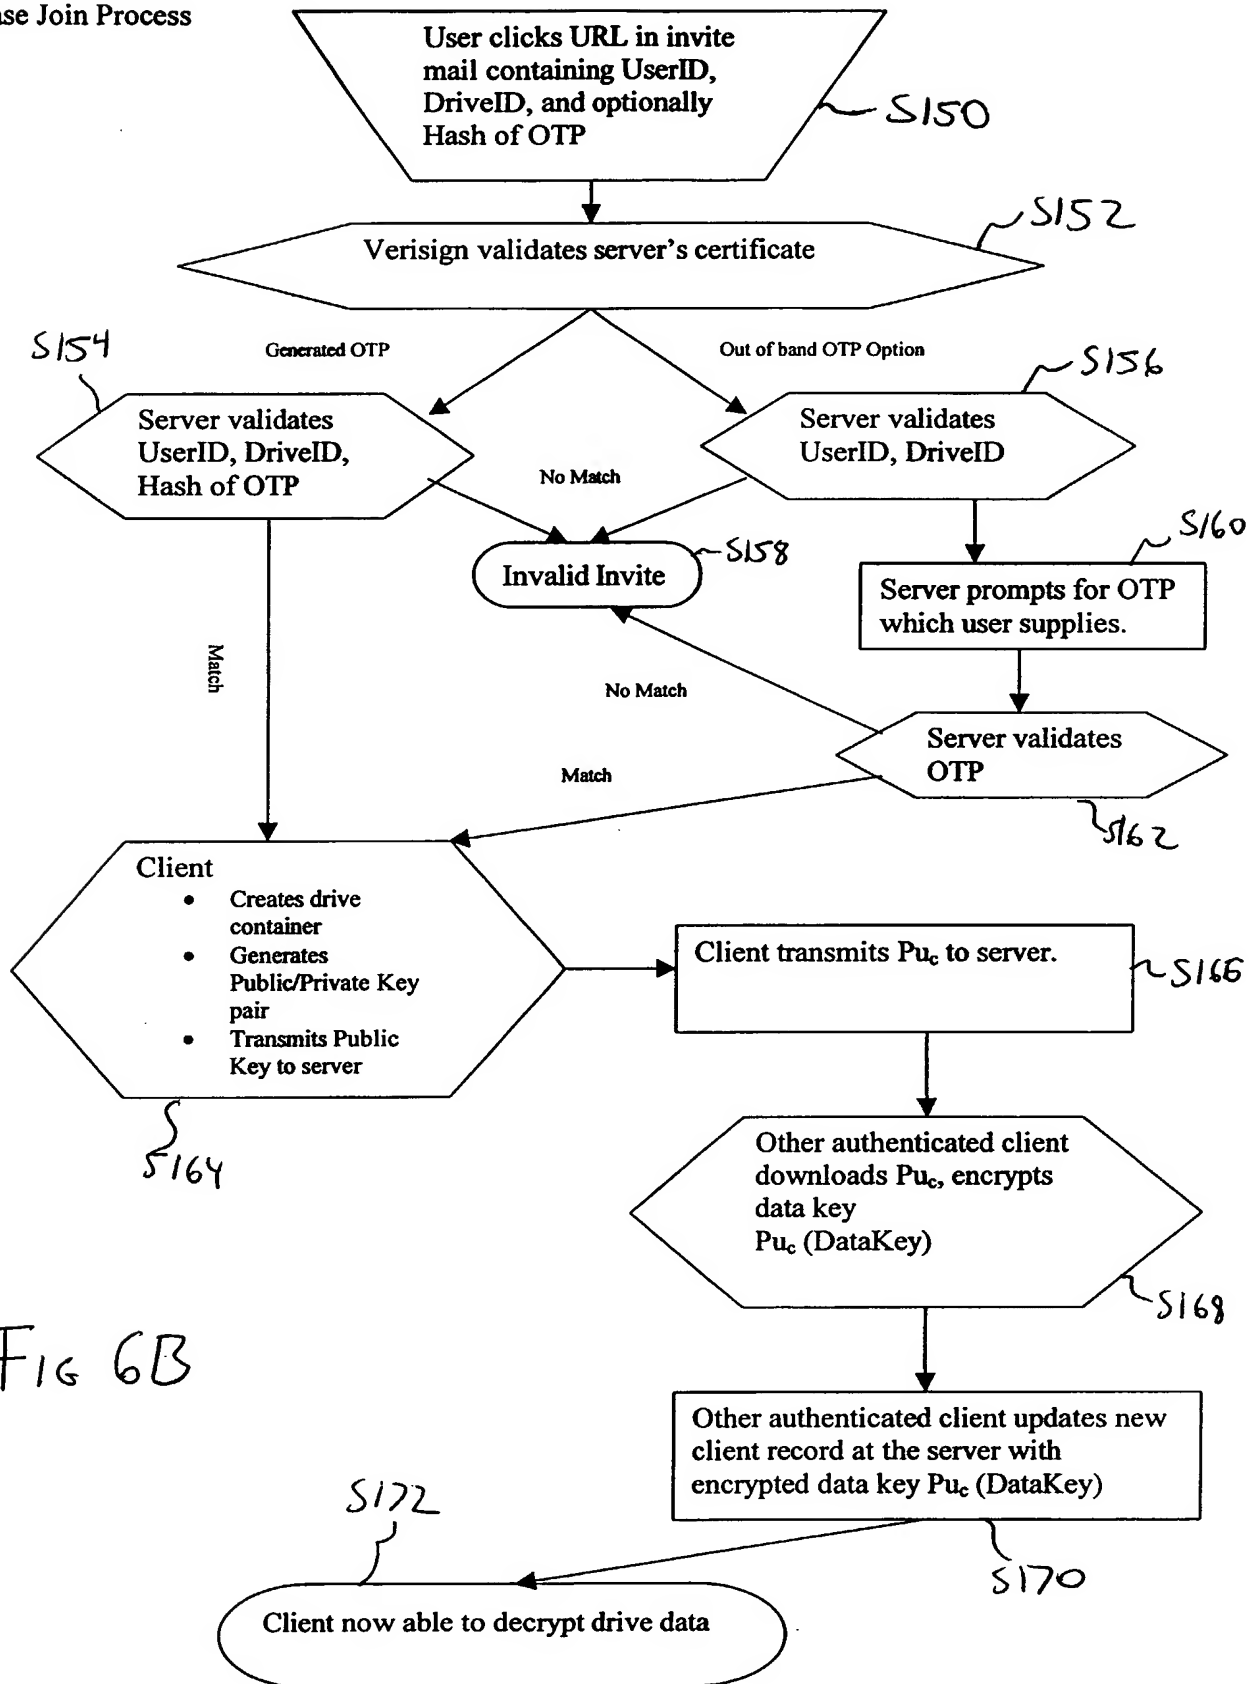 se Join Process
User clicks URL in invite
mail containing UserID,
DriveID, and optionally
Hash of OTP
S150
Verisign validates server's certificate
S152
S154
Generated OTP
Out of band OTP Option
S156
Server validates
UserID, DriveID,
Hash of OTP
Server validates
UserID, DriveID
No Match
S158
Invalid Invite
S160
Server prompts for OTP
which user supplies.
Match
No Match
Server validates
OTP
Match
S162
Client
• Creates drive
container
• Generates
Public/Private Key
pair
• Transmits Public
Key to server
S164
Client transmits Puc to server.
S166
Other authenticated client
downloads Puc, encrypts
data key
Puc (DataKey)
S168
FIG 6B
Other authenticated client updates new
client record at the server with
encrypted data key Puc (DataKey)
S170
S172
Client now able to decrypt drive data